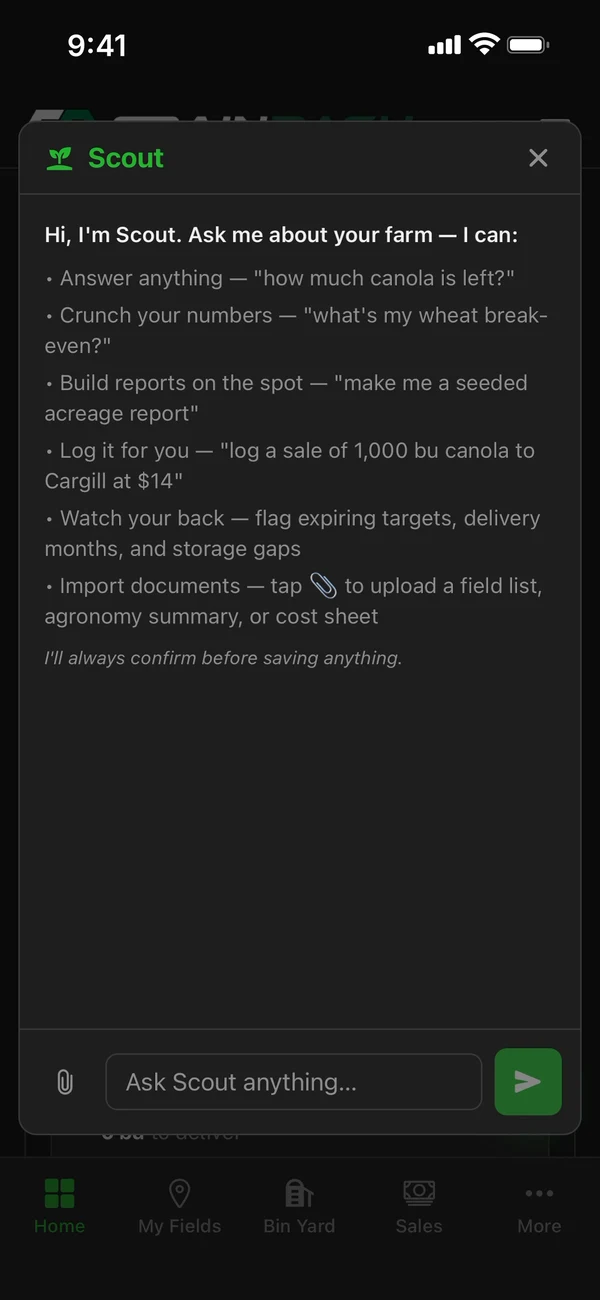 9:41
Scout
Hi, I'm Scout. Ask me about your farm — I can:
• Answer anything — "how much canola is left?"
• Crunch your numbers — "what's my wheat break-
even?"
• Build reports on the spot — "make me a seeded
acreage report"
• Log it for you — "log a sale of 1,000 bu canola to
Cargill at $14"
• Watch your back — flag expiring targets, delivery
months, and storage gaps
• Import documents — tap 📎 to upload a field list,
agronomy summary, or cost sheet
I'll always confirm before saving anything.
Ask Scout anything...
bu to deliver
Home My Fields Bin Yard Sales More